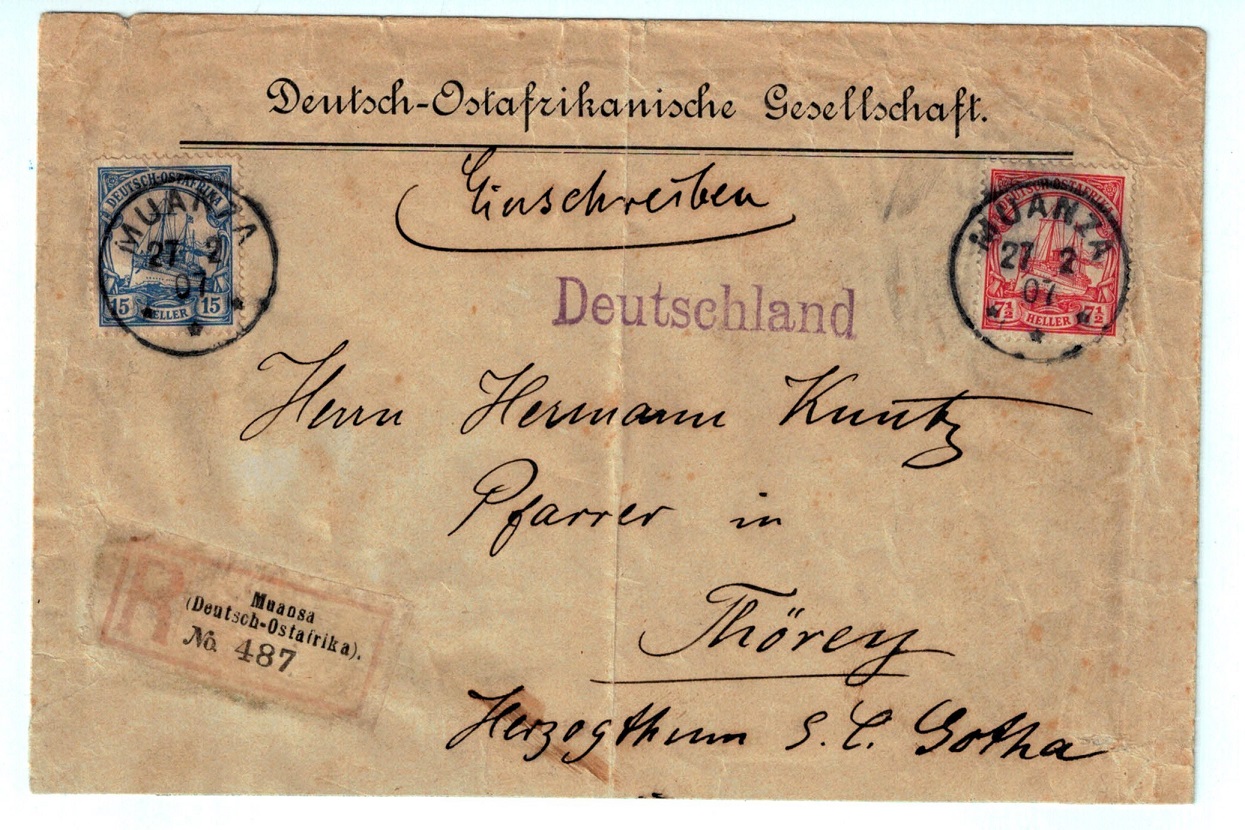 Deutsch-Ostafrikanische Gesellschaft.
Einschreiben
DEUTSCH-OSTAFRIKA
15 HELLER 15
MUANZA
27 2
07
DEUTSCH-OSTAFRIKA
7½ HELLER 7½
MUANZA
27 2
07
Deutschland
Herrn Hermann Kuntz
Pfarrer in
Thörey
Herzogthum S. C. Gotha
R
Muansa
(Deutsch-Ostafrika).
No. 487